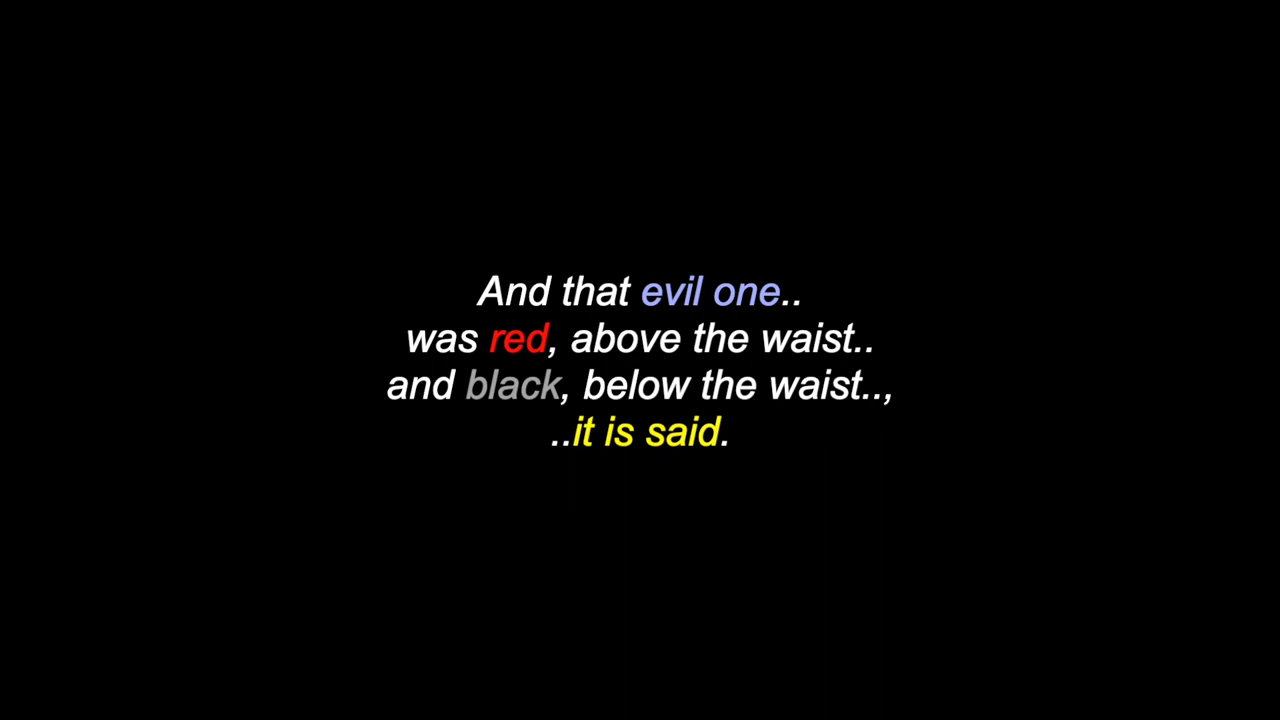 And that evil one..
was red, above the waist..
and black, below the waist..,
..it is said.